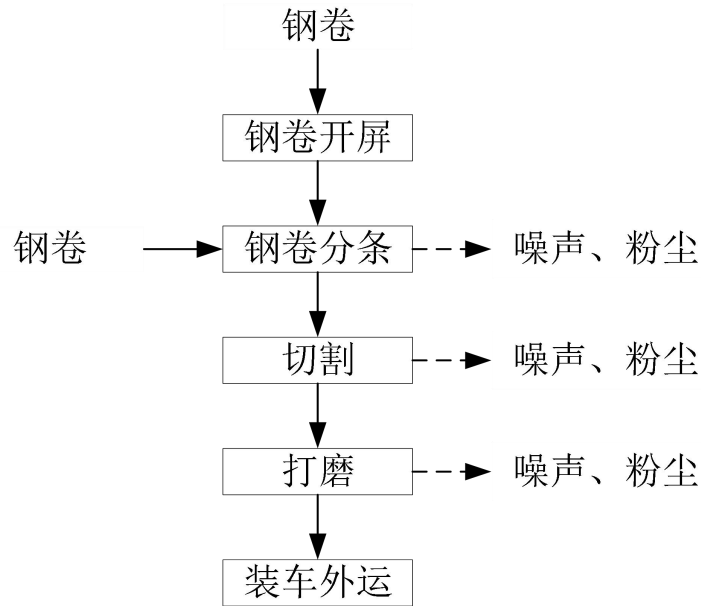 钢卷
钢卷开屏
钢卷 钢卷分条 噪声、粉尘
切割 噪声、粉尘
打磨 噪声、粉尘
装车外运